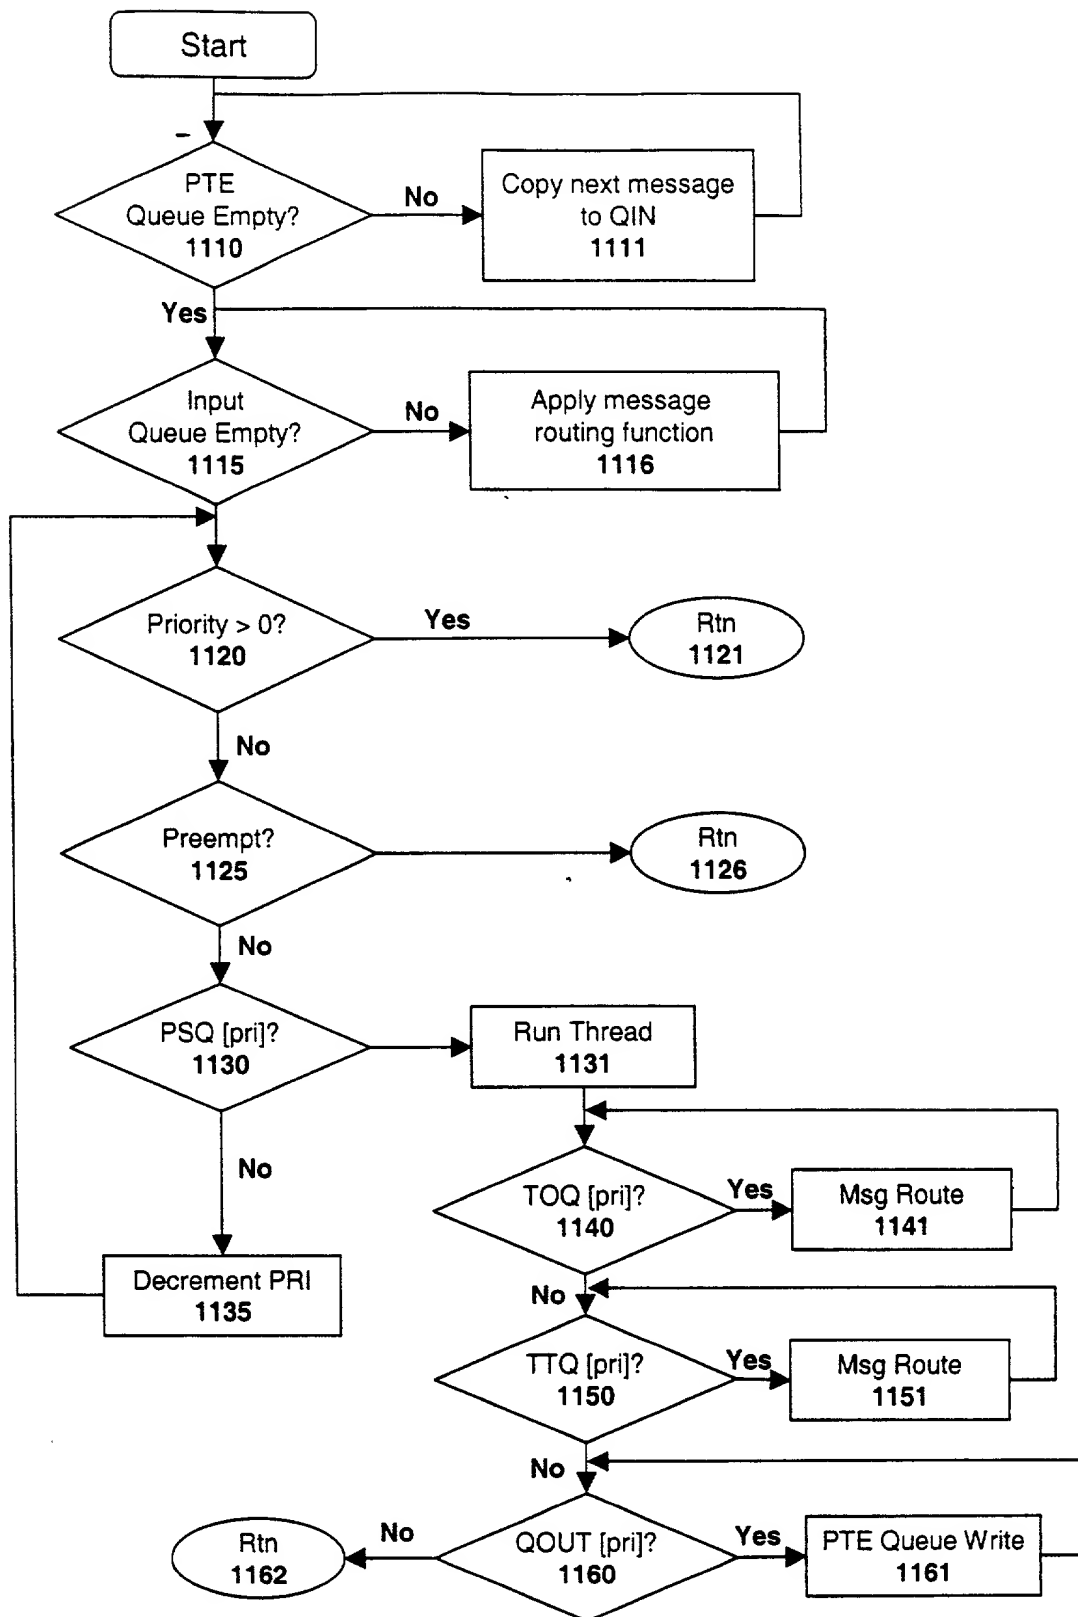 Start
PTE
Queue Empty?
1110
No
Copy next message
to QIN
1111
Yes
Input
Queue Empty?
1115
No
Apply message
routing function
1116
Priority > 0?
1120
Yes
Rtn
1121
No
Preempt?
1125
Rtn
1126
No
PSQ [pri]?
1130
Run Thread
1131
No
TOQ [pri]?
1140
Yes
Msg Route
1141
Decrement PRI
1135
No
TTQ [pri]?
1150
Yes
Msg Route
1151
No
Rtn
1162
No
QOUT [pri]?
1160
Yes
PTE Queue Write
1161